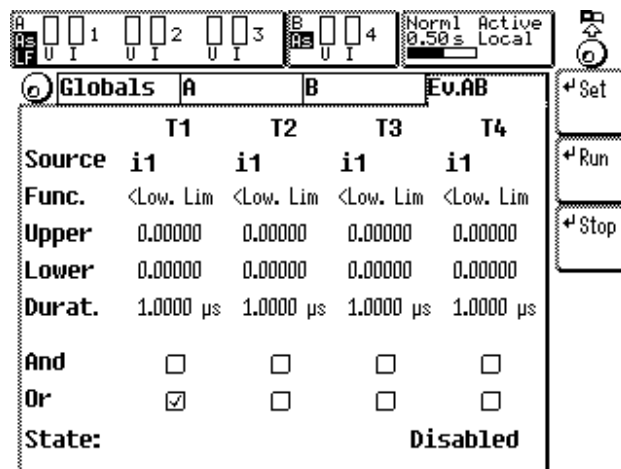 A B Norml Active
As 1 2 3 As 4 0.50 s Local
LF U I U I U I U I
Globals A B Ev.AB
Set
T1 T2 T3 T4
Source i1 i1 i1 i1
Run
Func. <Low. Lim <Low. Lim <Low. Lim <Low. Lim
Upper 0.00000 0.00000 0.00000 0.00000
Stop
Lower 0.00000 0.00000 0.00000 0.00000
Durat. 1.0000 µs 1.0000 µs 1.0000 µs 1.0000 µs
And
Or
State: Disabled